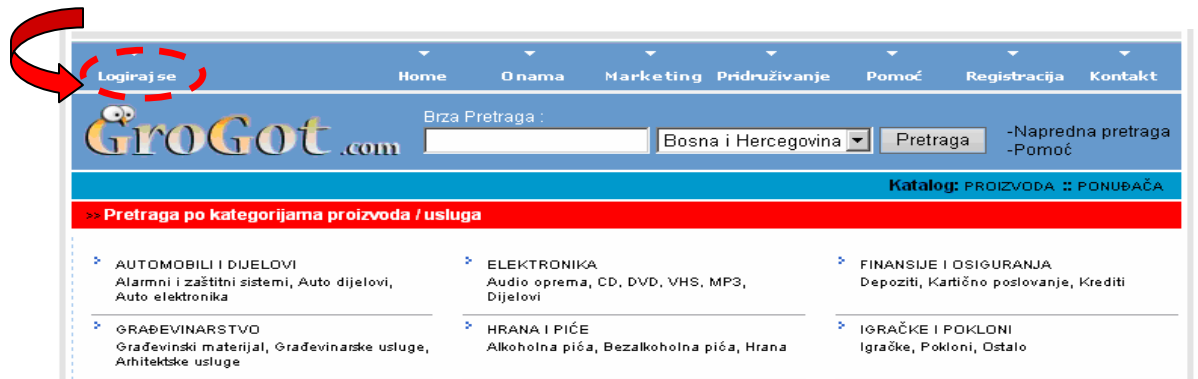 Logiraj se Home O nama Marketing Pridruživanje Pomoć Registracija Kontakt
Brza Pretraga :
GroGot.com Bosna i Hercegovina Pretraga -Napredna pretraga
-Pomoć
Katalog: PROIZVODA :: PONUĐAČA
>> Pretraga po kategorijama proizvoda / usluga
AUTOMOBILI I DIJELOVI
Alarmni i zaštitni sistemi, Auto dijelovi,
Auto elektronika
ELEKTRONIKA
Audio oprema, CD, DVD, VHS, MP3,
Dijelovi
FINANSIJE I OSIGURANJA
Depoziti, Kartično poslovanje, Krediti
GRAĐEVINARSTVO
Građevinski materijal, Građevinarske usluge,
Arhitektske usluge
HRANA I PIĆE
Alkoholna pića, Bezalkoholna pića, Hrana
IGRAČKE I POKLONI
Igračke, Pokloni, Ostalo